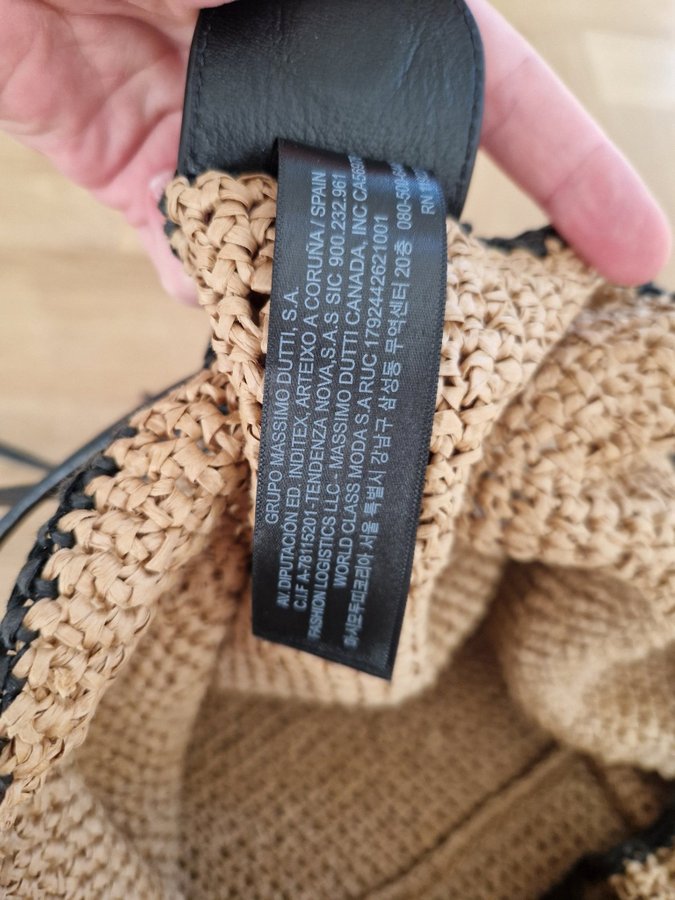 GRUPO MASSIMO DUTTI, S.A.
AV. DIPUTACIÓN ED. INDITEX, ARTEIXO A CORUÑA / SPAIN
C.I.F A-78115201 -TENDENZA NOVA,S.A.S SIC 900.232.961
FASHION LOGISTICS LLC - MASSIMO DUTTI CANADA, INC:
WORLD CLASS MODA S.A RUC 1792442621001
서울 특별시 강남구 삼성동 무역센터 20층
RN